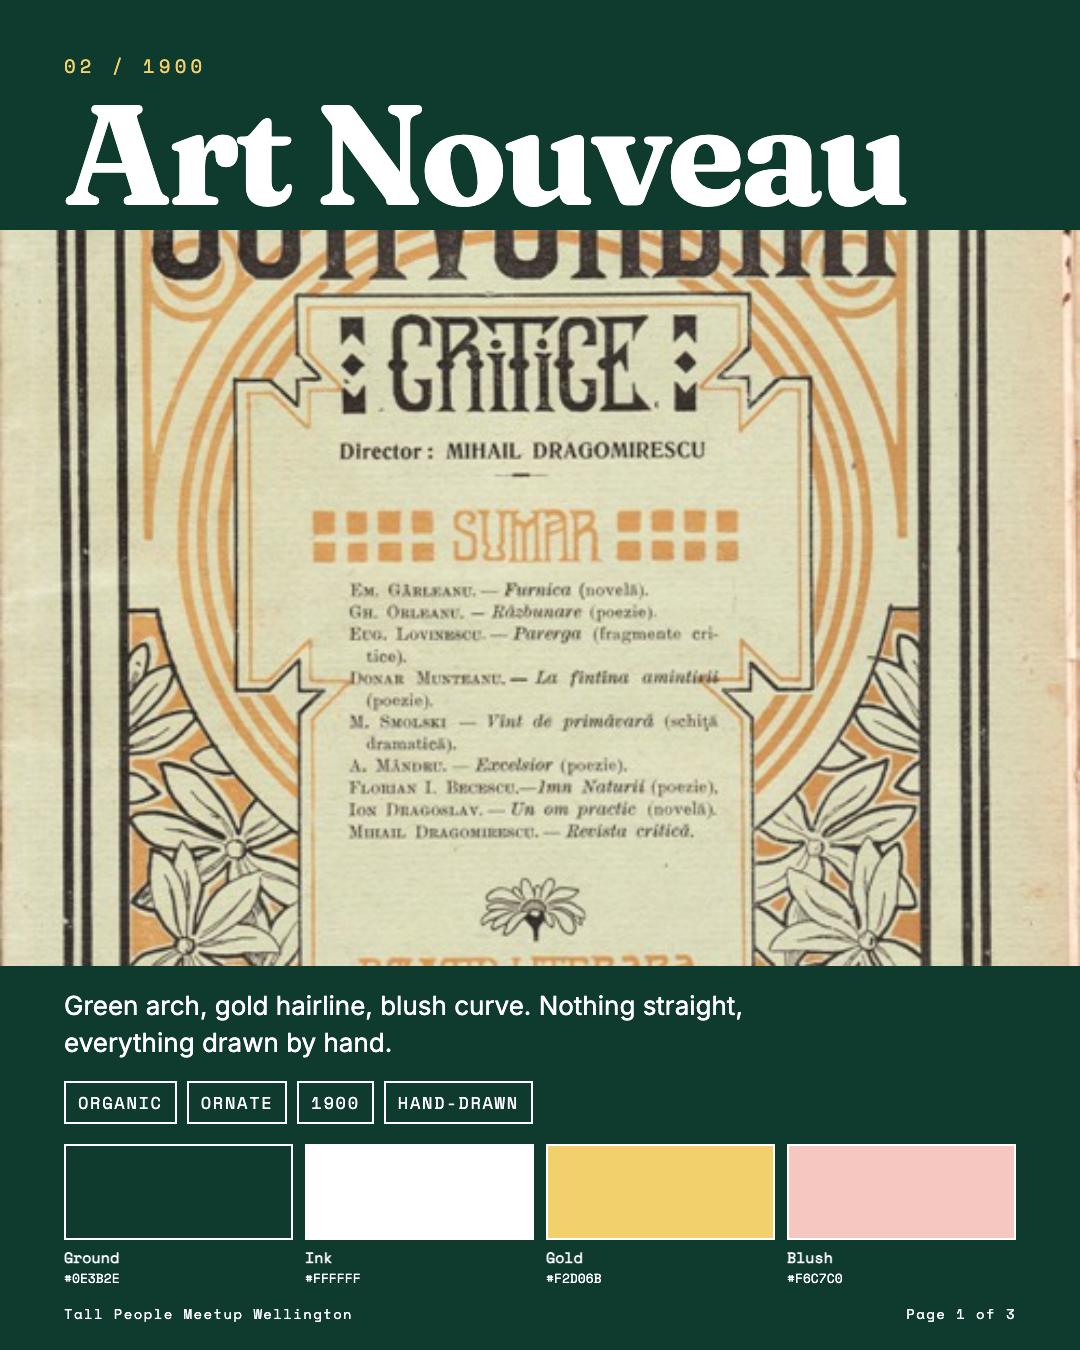 02 / 1900
Art Nouveau
CRITICE
Director: MIHAIL DRAGOMIRESCU
SUMAR
EM. GÂRLEANU. — Furnica (novelă).
GH. ORLEANU. — Răzbunare (poezie).
EUG. LOVINESCU. — Parerga (fragmente cri-
tice).
DONAR MUNTEANU. — La fintina amintirii
(poezie).
M. SMOLSKI — Vint de primăvară (schiță
dramatică).
A. MÂNDRU. — Excelsior (poezie).
FLORIAN I. BECESCU.—Imn Naturii (poezie).
ION DRAGOSLAV. — Un om practic (novelă).
MIHAIL DRAGOMIRESCU. — Revista critică.
Green arch, gold hairline, blush curve. Nothing straight,
everything drawn by hand.
ORGANIC ORNATE 1900 HAND-DRAWN
Ground Ink Gold Blush
#0E3B2E #FFFFFF #F2D06B #F6C7C0
Tall People Meetup Wellington Page 1 of 3